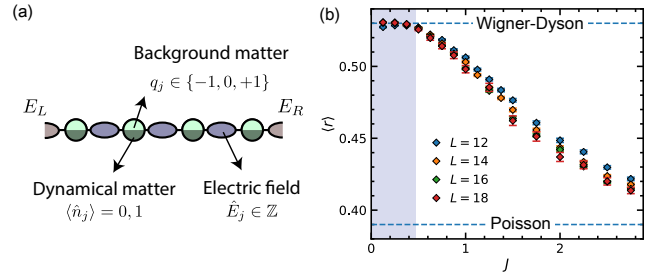 (a)
Background matter
q_j ∈ {−1, 0, +1}
E_L
E_R
Dynamical matter
⟨n̂_j⟩ = 0, 1
Electric field
Ê_j ∈ ℤ
(b)
Wigner-Dyson
0.50
0.45
0.40
⟨r⟩
L = 12
L = 14
L = 16
L = 18
Poisson
0 1 2
J